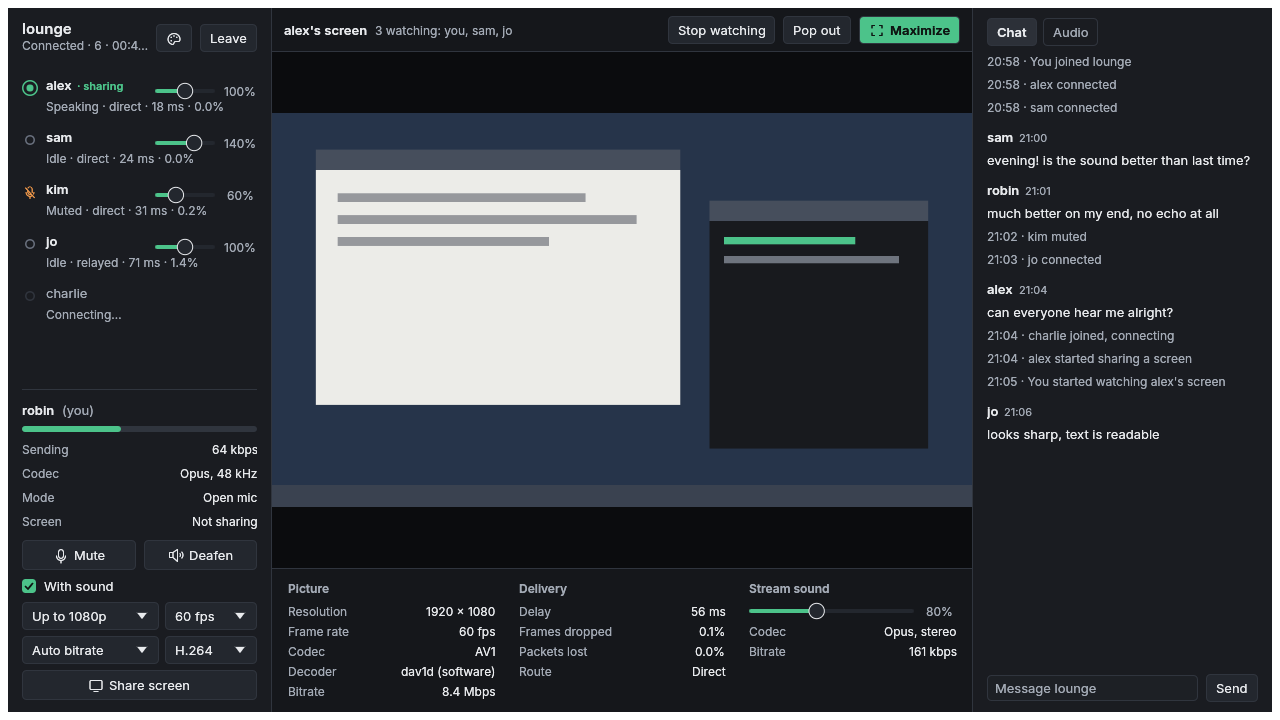 lounge
Connected · 6 · 00:4...
Leave
alex · sharing
100%
Speaking · direct · 18 ms · 0.0%
sam
140%
Idle · direct · 24 ms · 0.0%
kim
60%
Muted · direct · 31 ms · 0.2%
jo
100%
Idle · relayed · 71 ms · 1.4%
charlie
Connecting...
robin (you)
Sending 64 kbps
Codec Opus, 48 kHz
Mode Open mic
Screen Not sharing
Mute Deafen
With sound
Up to 1080p 60 fps
Auto bitrate H.264
Share screen
alex's screen 3 watching: you, sam, jo
Stop watching Pop out Maximize
Picture
Resolution 1920 × 1080
Frame rate 60 fps
Codec AV1
Decoder dav1d (software)
Bitrate 8.4 Mbps
Delivery
Delay 56 ms
Frames dropped 0.1%
Packets lost 0.0%
Route Direct
Stream sound
80%
Codec Opus, stereo
Bitrate 161 kbps
Chat Audio
20:58 · You joined lounge
20:58 · alex connected
20:58 · sam connected
sam 21:00
evening! is the sound better than last time?
robin 21:01
much better on my end, no echo at all
21:02 · kim muted
21:03 · jo connected
alex 21:04
can everyone hear me alright?
21:04 · charlie joined, connecting
21:04 · alex started sharing a screen
21:05 · You started watching alex's screen
jo 21:06
looks sharp, text is readable
Message lounge
Send